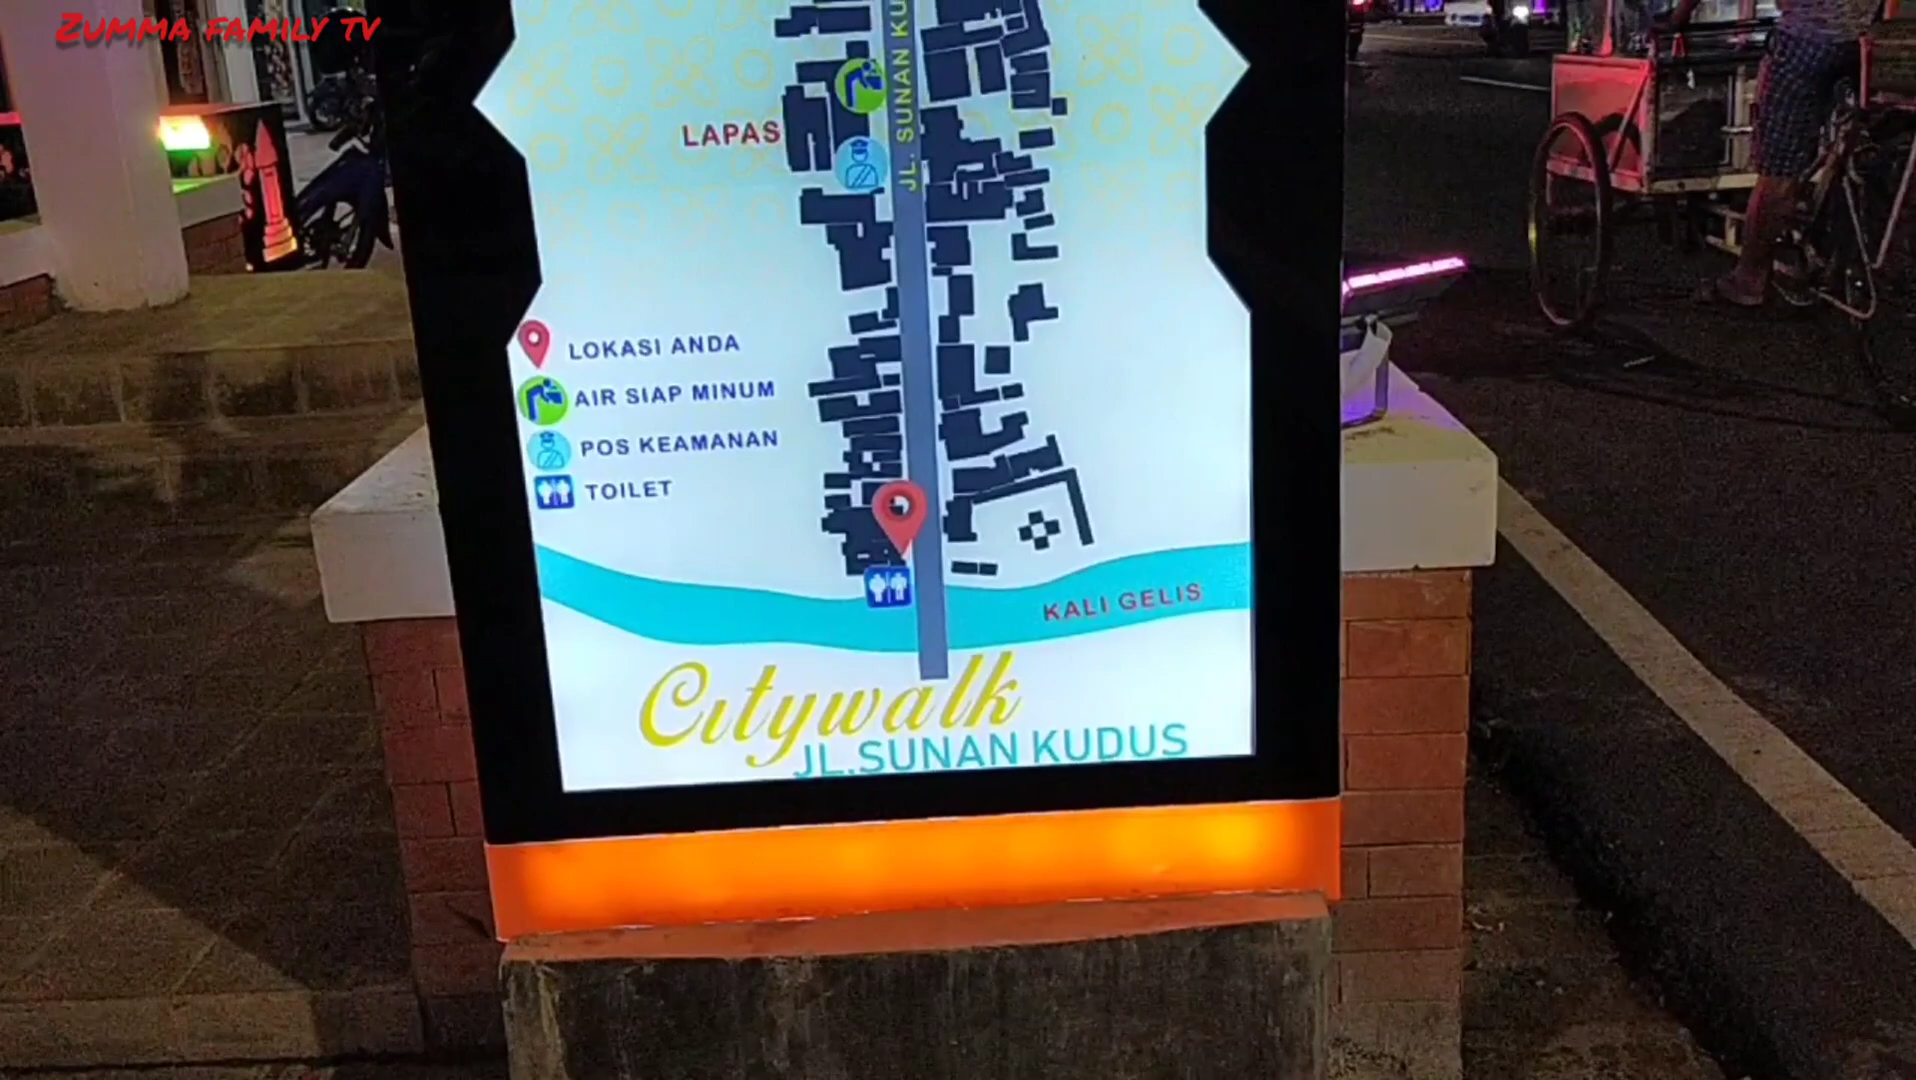 Zumma family tv
JL. SUNAN KU
LAPAS
LOKASI ANDA
AIR SIAP MINUM
POS KEAMANAN
TOILET
KALI GELIS
Citywalk
JL.SUNAN KUDUS